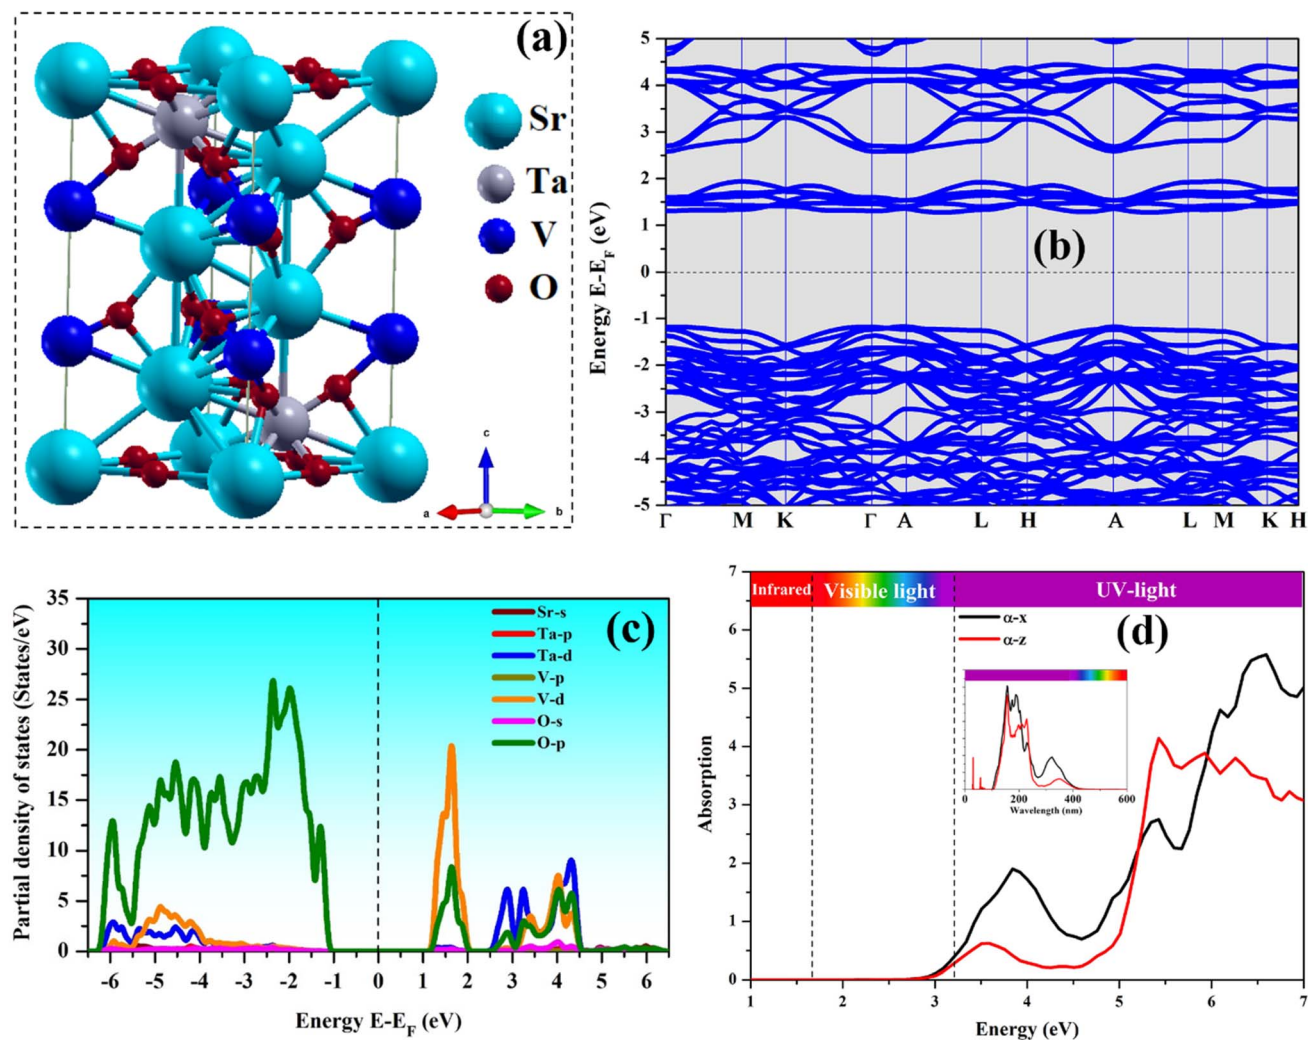 (a)
Sr
Ta
V
O
c
a
b
Energy E-E_F (eV)
5
4
3
2
1
0
-1
-2
-3
-4
-5
(b)
Γ M K Γ A L H A L M K H
Partial density of states (States/eV)
35
30
25
20
15
10
5
0
Sr-s
Ta-p
Ta-d
V-p
V-d
O-s
O-p
(c)
-6 -5 -4 -3 -2 -1 0 1 2 3 4 5 6
Energy E-E_F (eV)
Absorption
7
6
5
4
3
2
1
0
Infrared Visible light UV-light
α-x
α-z
(d)
0 200 400 600
Wavelength (nm)
1 2 3 4 5 6 7
Energy (eV)